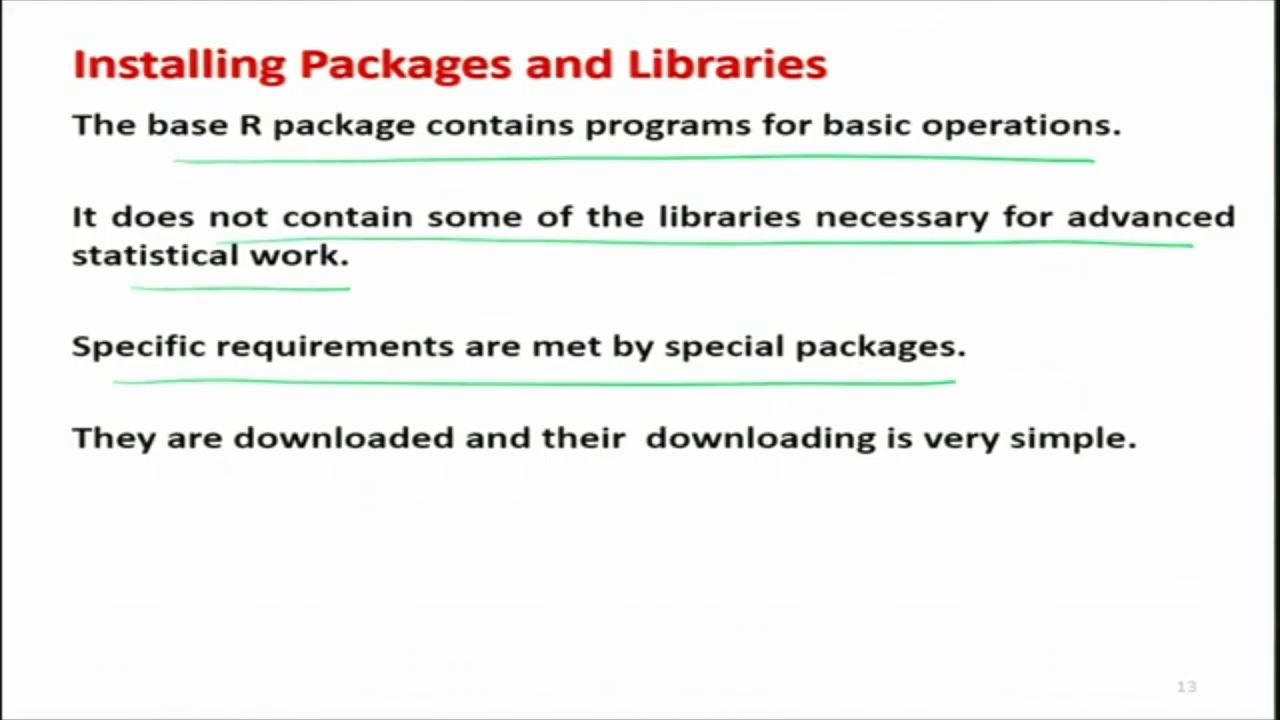 Installing Packages and Libraries
The base R package contains programs for basic operations.
It does not contain some of the libraries necessary for advanced
statistical work.
Specific requirements are met by special packages.
They are downloaded and their  downloading is very simple.
13